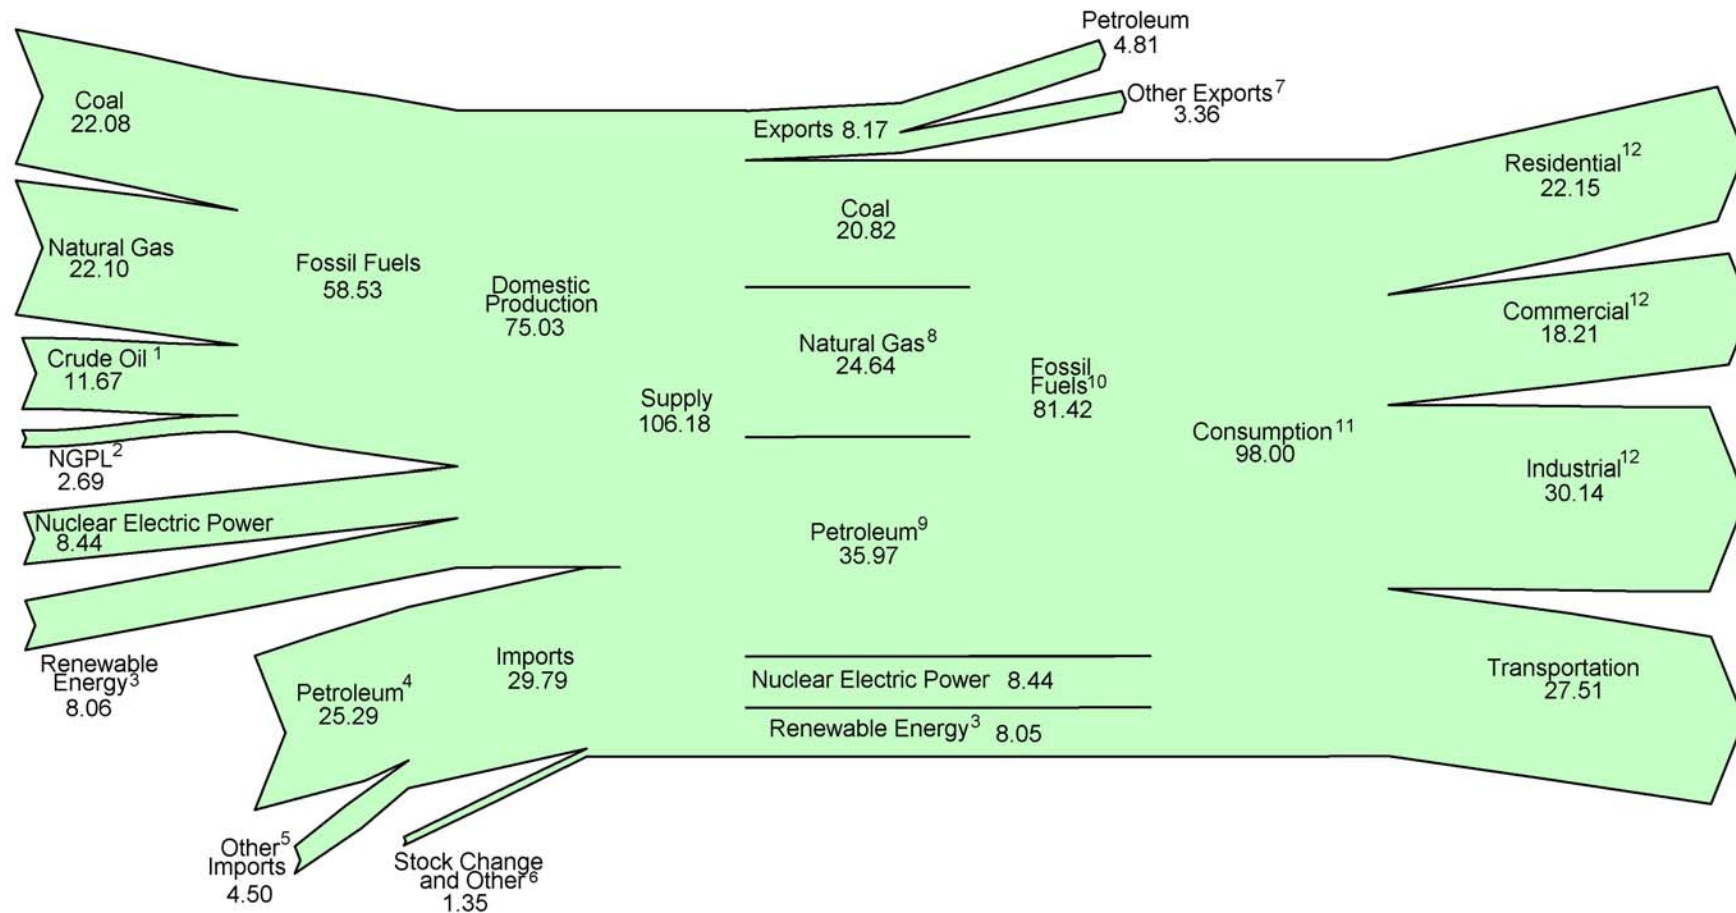 Petroleum
4.81
Other Exports7
3.36
Exports 8.17
Coal
22.08
Natural Gas
22.10
Crude Oil1
11.67
NGPL2
2.69
Nuclear Electric Power
8.44
Renewable
Energy3
8.06
Fossil Fuels
58.53
Domestic
Production
75.03
Petroleum4
25.29
Imports
29.79
Other5
Imports
4.50
Stock Change
and Other6
1.35
Supply
106.18
Coal
20.82
Natural Gas8
24.64
Petroleum9
35.97
Nuclear Electric Power 8.44
Renewable Energy3 8.05
Fossil
Fuels10
81.42
Consumption11
98.00
Residential12
22.15
Commercial12
18.21
Industrial12
30.14
Transportation
27.51